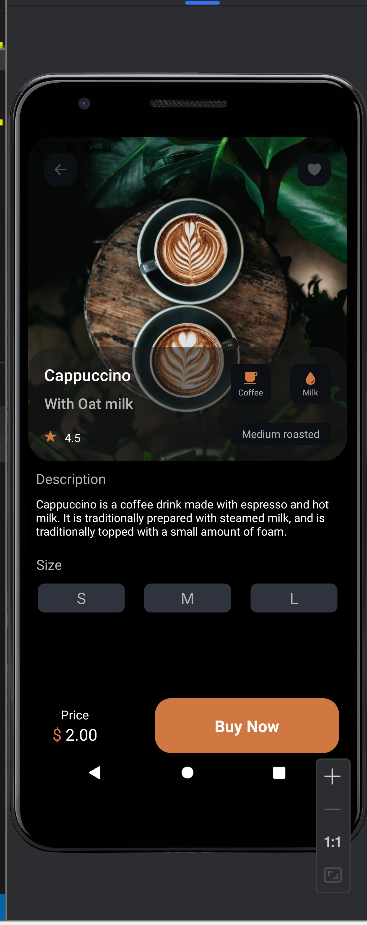 Cappuccino
With Oat milk
Coffee
Milk
4.5
Medium roasted
Description
Cappuccino is a coffee drink made with espresso and hot
milk. It is traditionally prepared with steamed milk, and is
traditionally topped with a small amount of foam.
Size
S
M
L
Price
$ 2.00
Buy Now
1:1